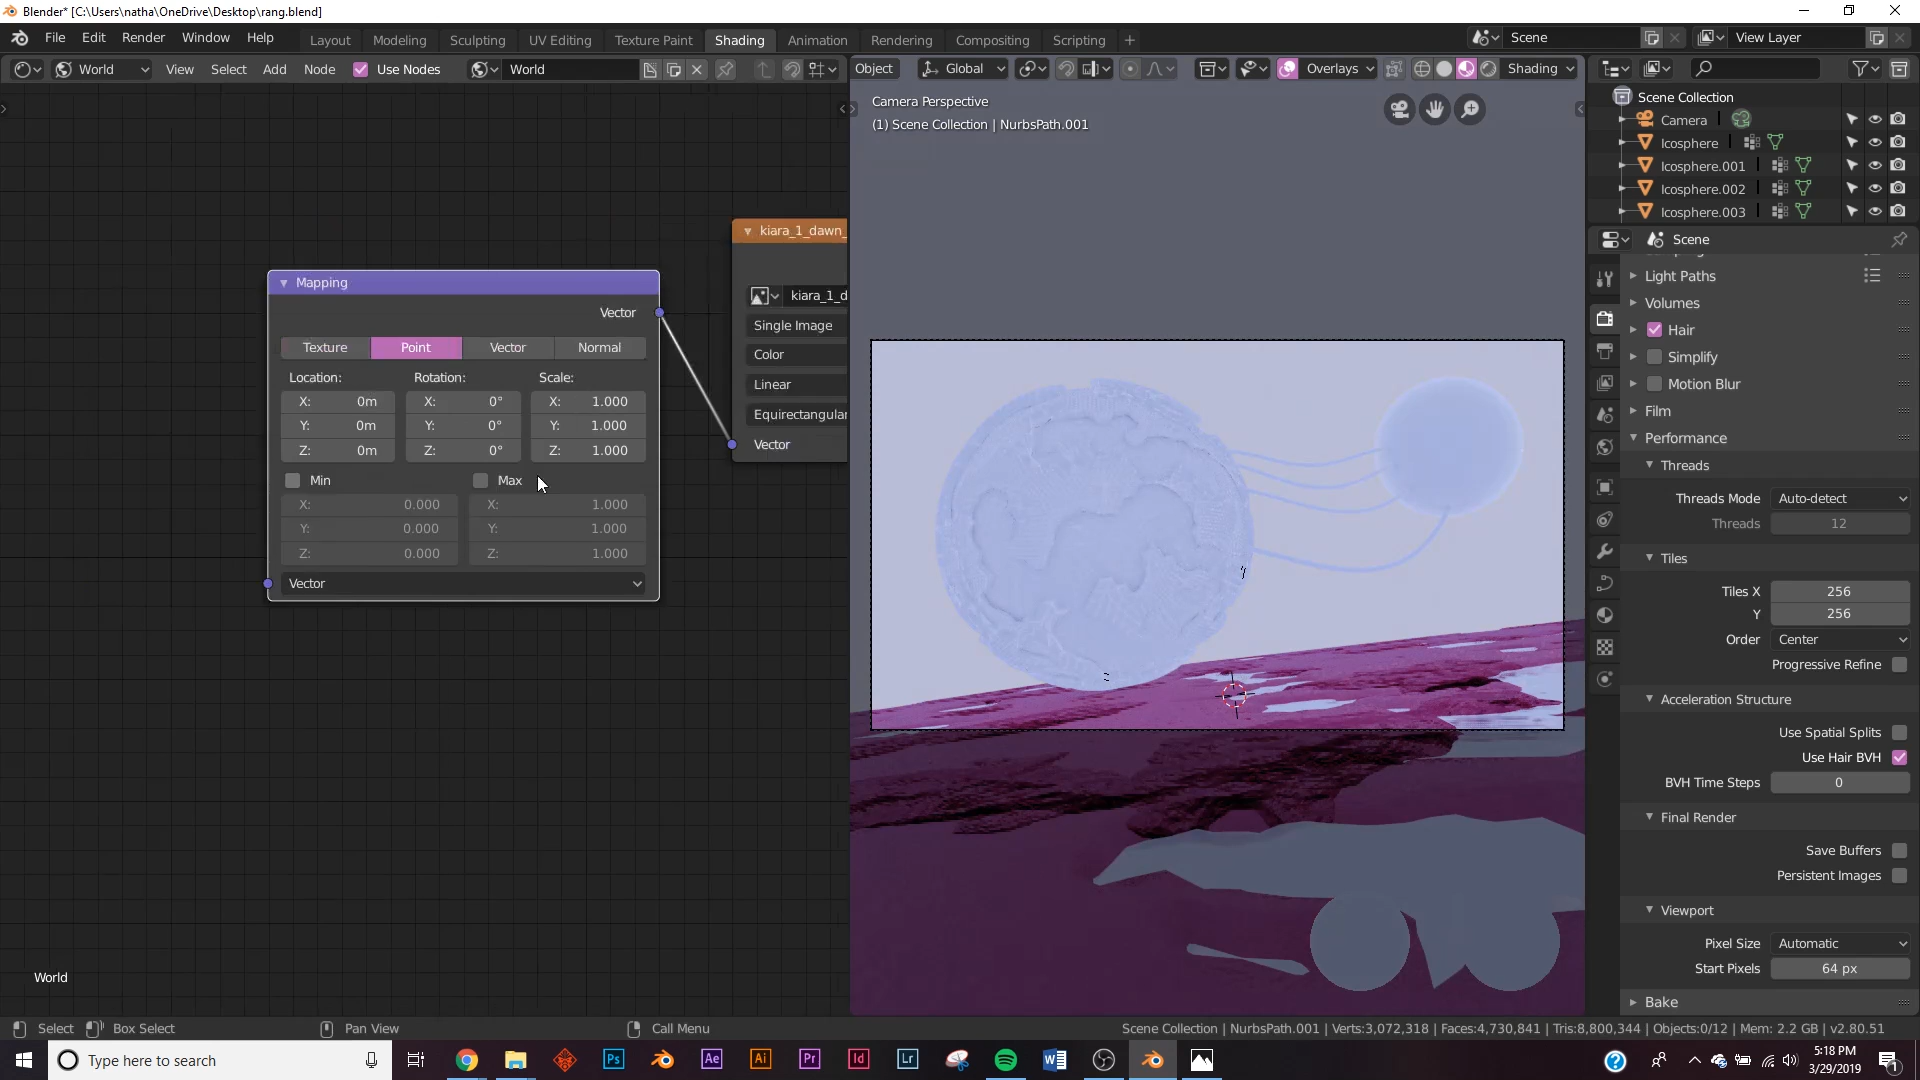 Blender* [C:\Users\natha\OneDrive\Desktop\rang.blend]
File Edit Render Window Help
Layout Modeling Sculpting UV Editing Texture Paint Shading Animation Rendering Compositing Scripting +
Scene
View Layer
World View Select Add Node Use Nodes World
Object Global Overlays Shading
Camera Perspective
(1) Scene Collection | NurbsPath.001
Scene Collection
Camera
Icosphere
Icosphere.001
Icosphere.002
Icosphere.003
Scene
Mapping
Vector
Texture Point Vector Normal
Location: Rotation: Scale:
X: 0m X: 0° X: 1.000
Y: 0m Y: 0° Y: 1.000
Z: 0m Z: 0° Z: 1.000
Min Max
X: 0.000 X: 1.000
Y: 0.000 Y: 1.000
Z: 0.000 Z: 1.000
Vector
kiara_1_dawn_
kiara_1_d
Single Image
Color
Linear
Equirectangular
Vector
Light Paths
Volumes
Hair
Simplify
Motion Blur
Film
Performance
Threads
Threads Mode Auto-detect
Threads 12
Tiles
Tiles X 256
Y 256
Order Center
Progressive Refine
Acceleration Structure
Use Spatial Splits
Use Hair BVH
BVH Time Steps 0
Final Render
Save Buffers
Persistent Images
Viewport
Pixel Size Automatic
Start Pixels 64 px
Bake
World
Select Box Select Pan View Call Menu
Scene Collection | NurbsPath.001 | Verts:3,072,318 | Faces:4,730,841 | Tris:8,800,344 | Objects:0/12 | Mem: 2.2 GB | v2.80.51
Type here to search
Ps Ae Ai Pr Id Lr
5:18 PM
3/29/2019
1